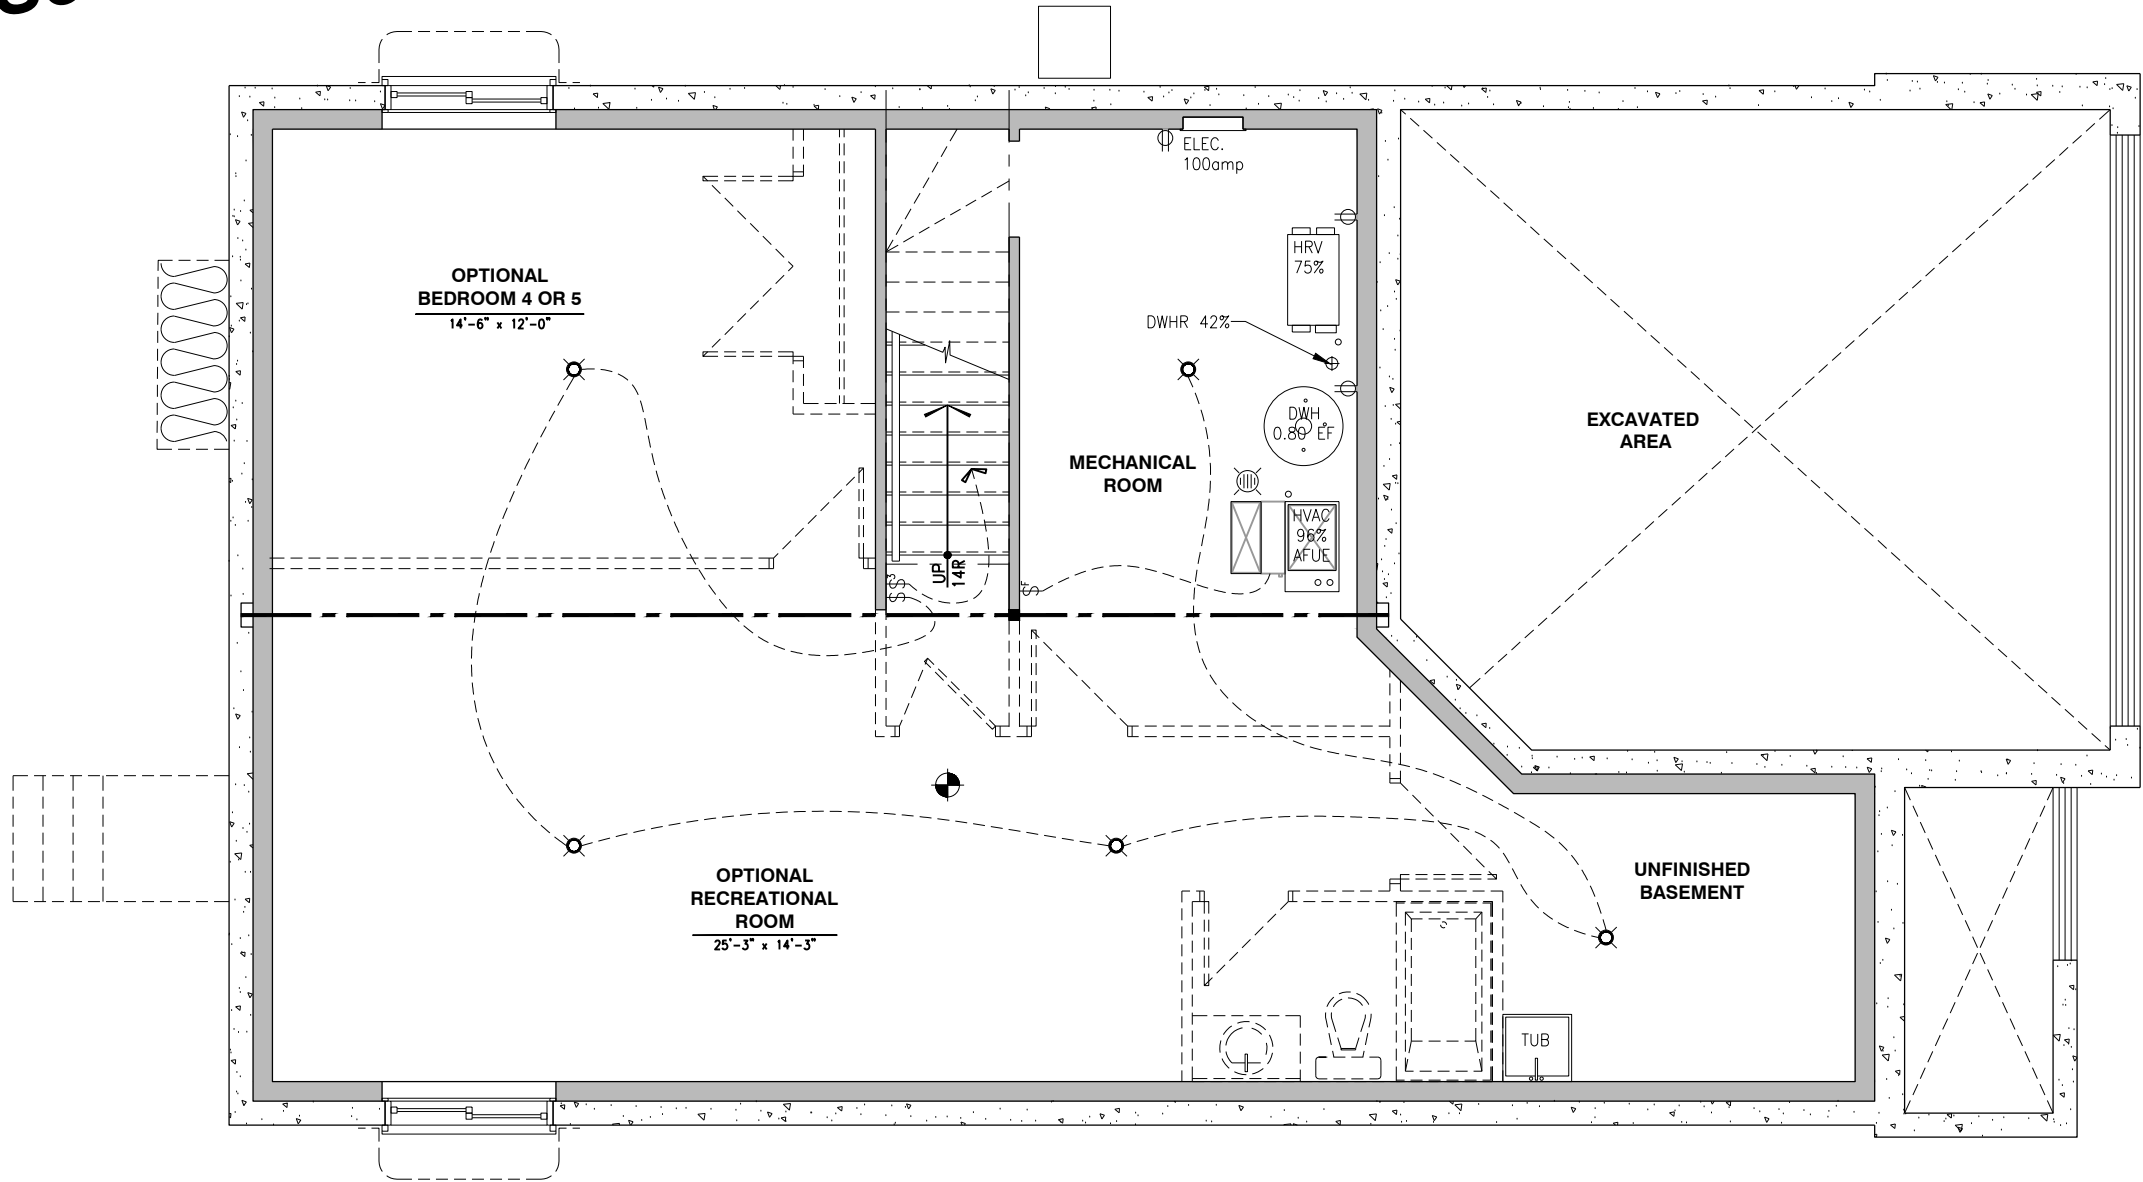 ELEC.
100amp
HRV
75%
OPTIONAL
BEDROOM 4 OR 5
14'-6" x 12'-0"
DWHR 42%
DWH
0.80 EF
EXCAVATED
AREA
MECHANICAL
ROOM
HVAC
96%
AFUE
UP
14R
S
S3
SF
OPTIONAL
RECREATIONAL
ROOM
25'-3" x 14'-3"
UNFINISHED
BASEMENT
TUB